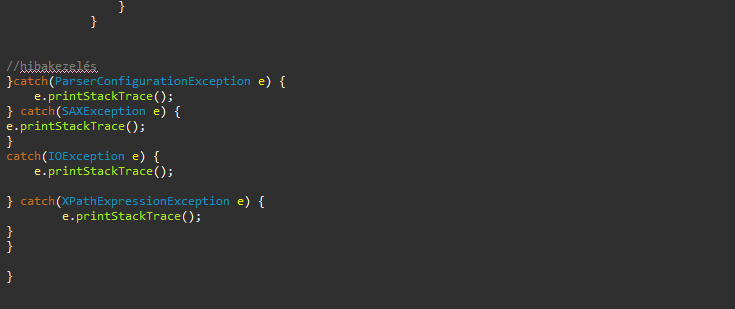 }
}
//hibakezelés
}catch(ParserConfigurationException e) {
e.printStackTrace();
} catch(SAXException e) {
e.printStackTrace();
}
catch(IOException e) {
e.printStackTrace();
} catch(XPathExpressionException e) {
e.printStackTrace();
}
}
}